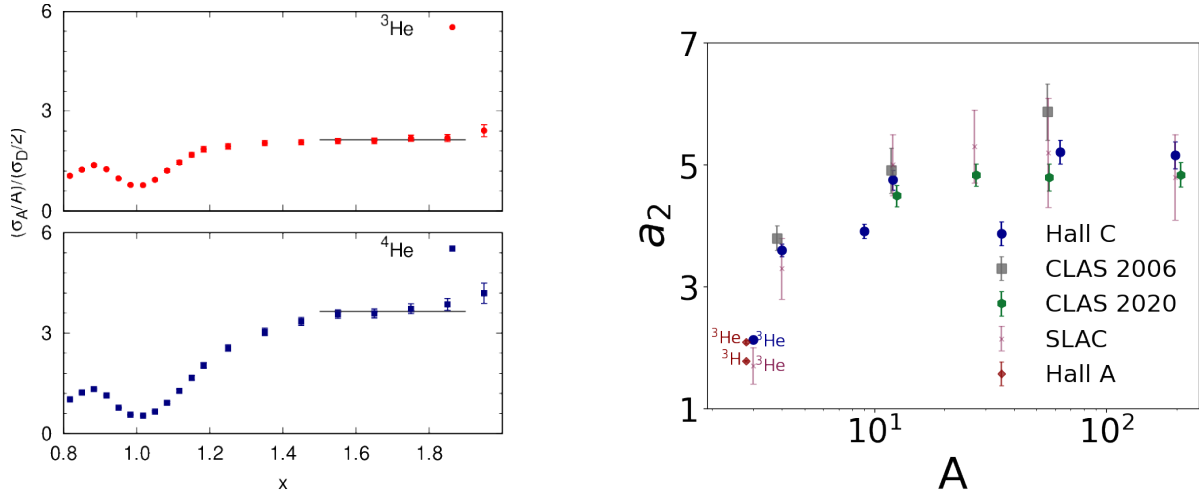 (σ_A/A)/(σ_D/2)
6
3
0
³He
6
3
0
⁴He
0.8 1.0 1.2 1.4 1.6 1.8
x
a₂
7
5
3
1
³He ³He
³H ³He
Hall C
CLAS 2006
CLAS 2020
SLAC
Hall A
10¹ 10²
A